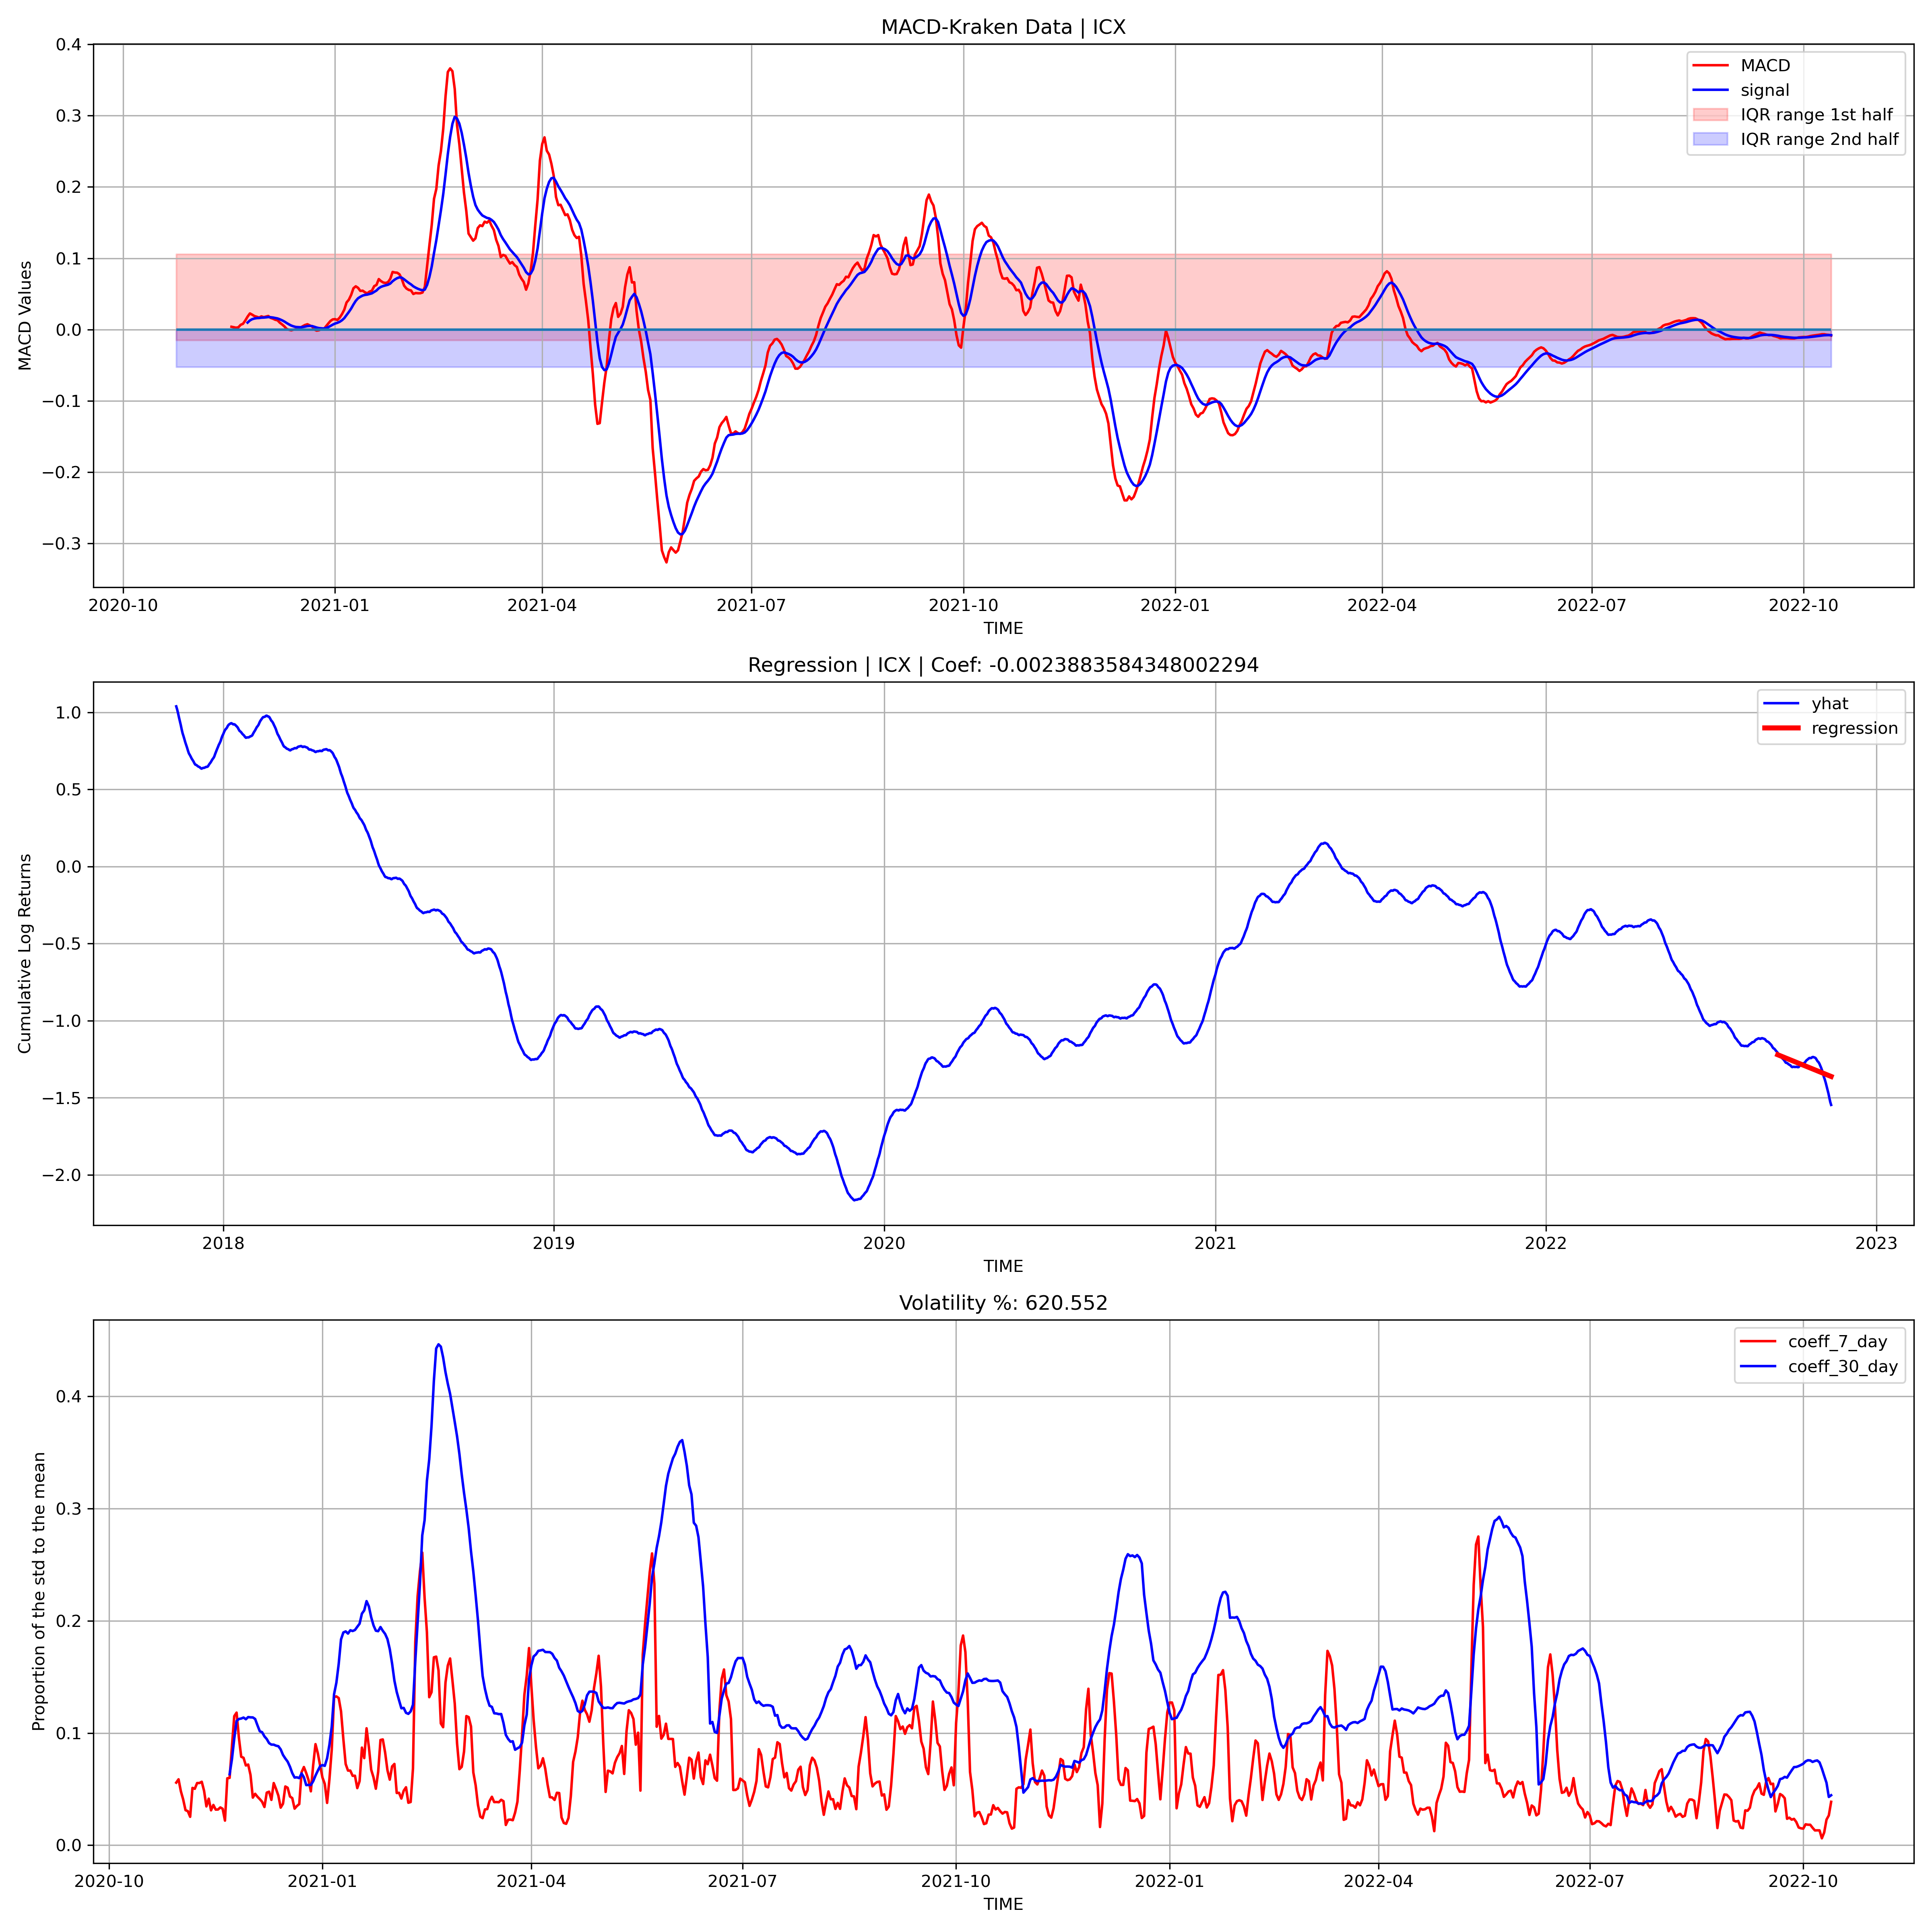 MACD-Kraken Data | ICX
MACD Values
0.4
0.3
0.2
0.1
0.0
−0.1
−0.2
−0.3
MACD
signal
IQR range 1st half
IQR range 2nd half
2020-10 2021-01 2021-04 2021-07 2021-10 2022-01 2022-04 2022-07 2022-10
TIME
Regression | ICX | Coef: -0.0023883584348002294
Cumulative Log Returns
1.0
0.5
0.0
−0.5
−1.0
−1.5
−2.0
yhat
regression
2018 2019 2020 2021 2022 2023
TIME
Volatility %: 620.552
Proportion of the std to the mean
0.4
0.3
0.2
0.1
0.0
coeff_7_day
coeff_30_day
2020-10 2021-01 2021-04 2021-07 2021-10 2022-01 2022-04 2022-07 2022-10
TIME